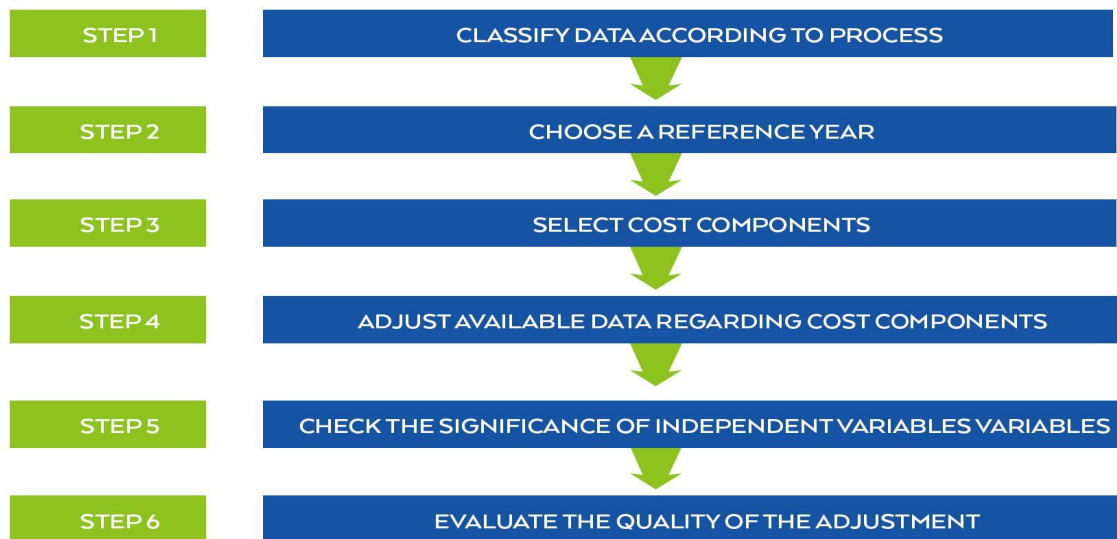 STEP 1
CLASSIFY DATA ACCORDING TO PROCESS
STEP 2
CHOOSE A REFERENCE YEAR
STEP 3
SELECT COST COMPONENTS
STEP 4
ADJUST AVAILABLE DATA REGARDING COST COMPONENTS
STEP 5
CHECK THE SIGNIFICANCE OF INDEPENDENT VARIABLES VARIABLES
STEP 6
EVALUATE THE QUALITY OF THE ADJUSTMENT